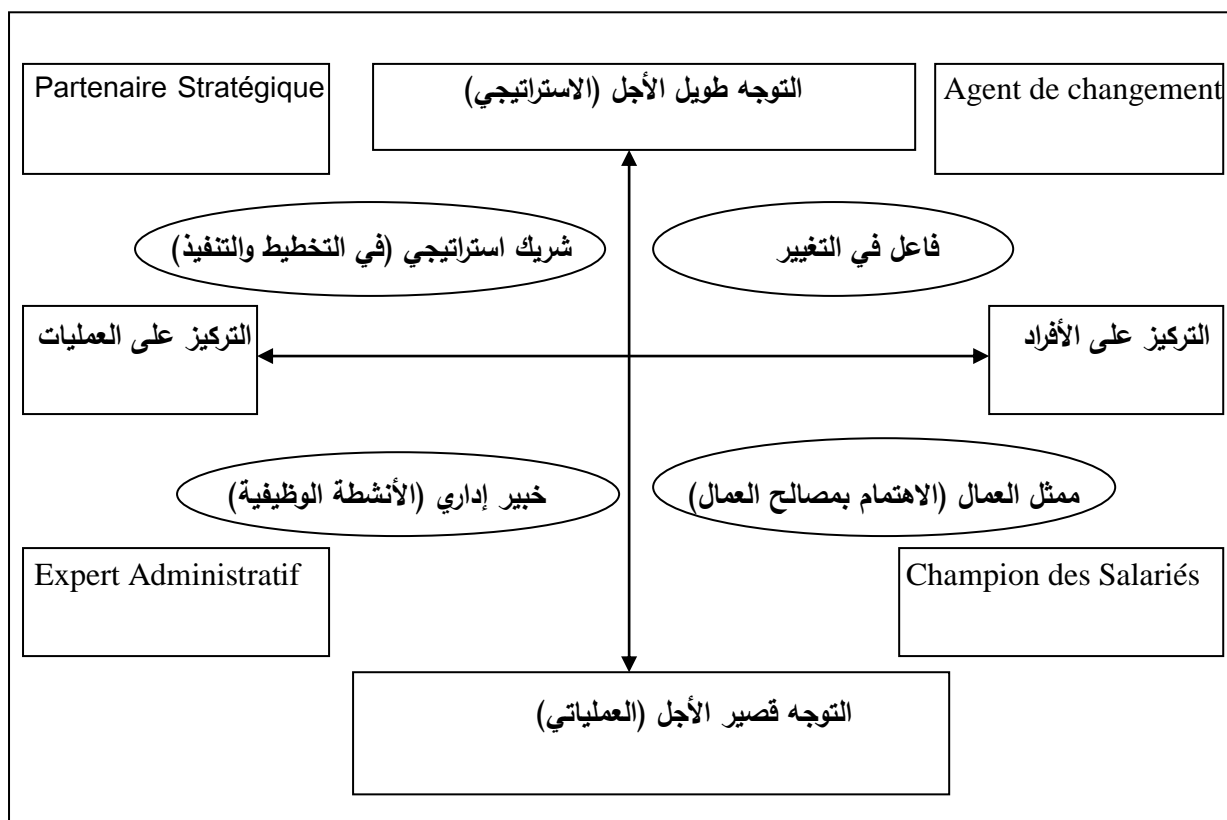 Partenaire Stratégique
التوجه طويل الأجل (الاستراتيجي)
Agent de changement
شريك استراتيجي (في التخطيط والتنفيذ)
فاعل في التغيير
التركيز على العمليات
التركيز على الأفراد
خبير إداري (الأنشطة الوظيفية)
ممثل العمال (الاهتمام بمصالح العمال)
Expert Administratif
Champion des Salariés
التوجه قصير الأجل (العملياتي)